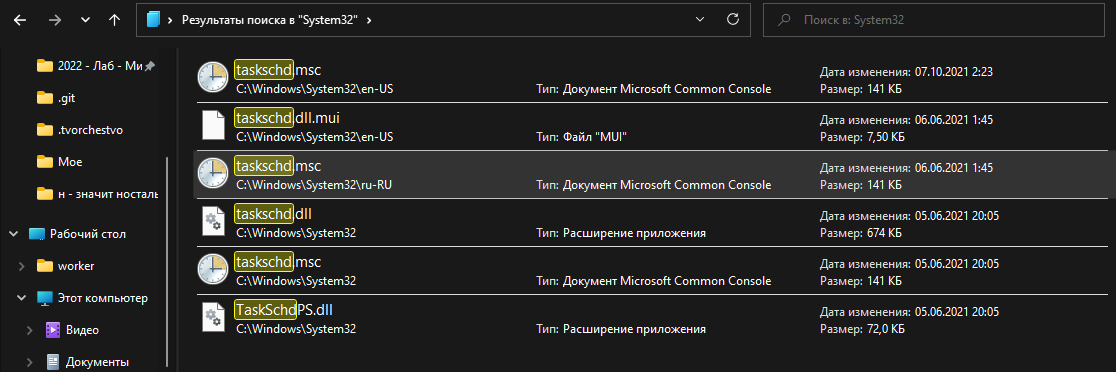 Результаты поиска в "System32"
Поиск в: System32
2022 - Лаб - Ми
.git
.tvorchestvo
Мое
н - значит носталь
Рабочий стол
worker
Этот компьютер
Видео
Документы
taskschd.msc
C:\Windows\System32\en-US
Тип: Документ Microsoft Common Console
Дата изменения: 07.10.2021 2:23
Размер: 141 КБ
taskschd.dll.mui
C:\Windows\System32\en-US
Тип: Файл "MUI"
Дата изменения: 06.06.2021 1:45
Размер: 7,50 КБ
taskschd.msc
C:\Windows\System32\ru-RU
Тип: Документ Microsoft Common Console
Дата изменения: 06.06.2021 1:45
Размер: 141 КБ
taskschd.dll
C:\Windows\System32
Тип: Расширение приложения
Дата изменения: 05.06.2021 20:05
Размер: 674 КБ
taskschd.msc
C:\Windows\System32
Тип: Документ Microsoft Common Console
Дата изменения: 05.06.2021 20:05
Размер: 141 КБ
TaskSchdPS.dll
C:\Windows\System32
Тип: Расширение приложения
Дата изменения: 05.06.2021 20:05
Размер: 72,0 КБ